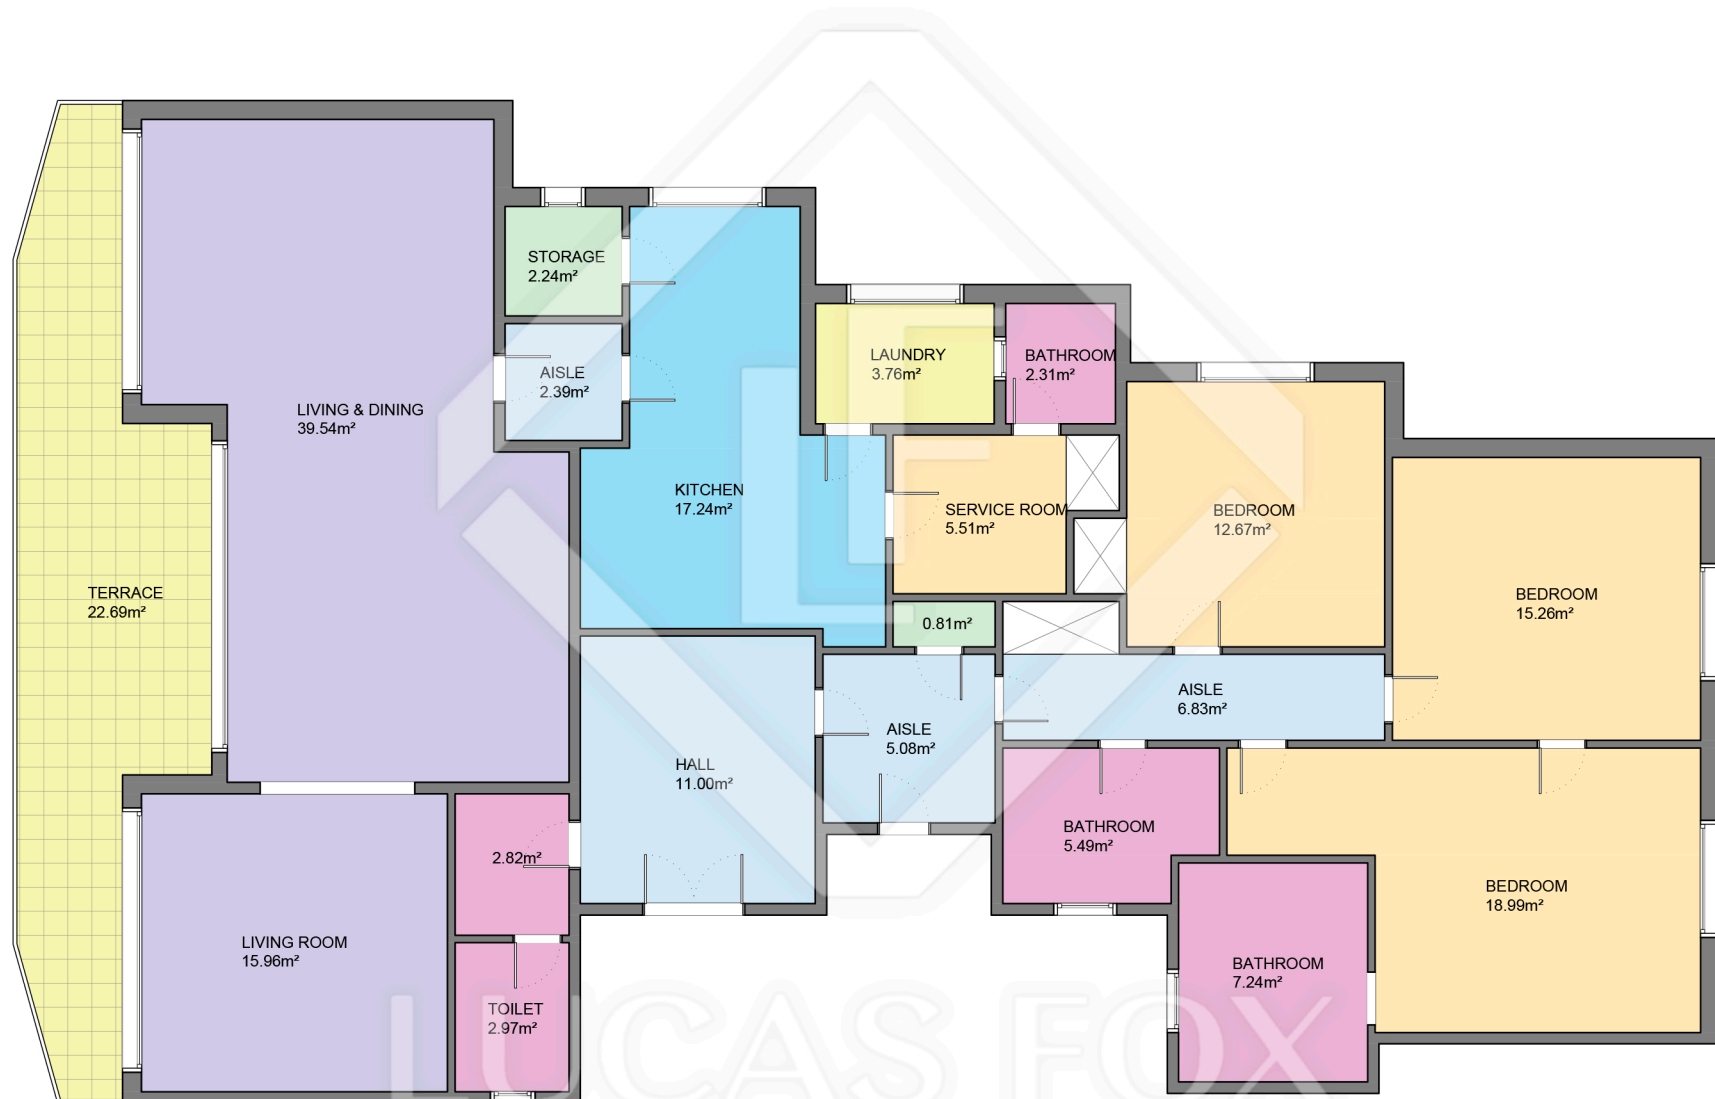 STORAGE
2.24m²
LAUNDRY
3.76m²
BATHROOM
2.31m²
AISLE
2.39m²
LIVING & DINING
39.54m²
KITCHEN
17.24m²
SERVICE ROOM
5.51m²
BEDROOM
12.67m²
TERRACE
22.69m²
BEDROOM
15.26m²
0.81m²
AISLE
6.83m²
AISLE
5.08m²
HALL
11.00m²
BATHROOM
5.49m²
2.82m²
BEDROOM
18.99m²
LIVING ROOM
15.96m²
BATHROOM
7.24m²
TOILET
2.97m²
LUCAS FOX